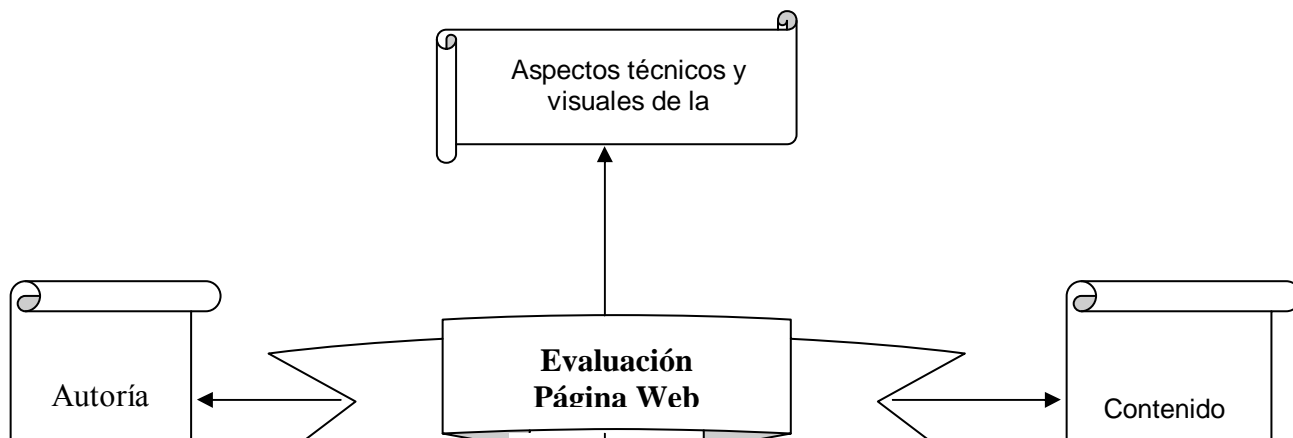 Aspectos técnicos y
visuales de la
Evaluación
Página Web
Autoría
Contenido